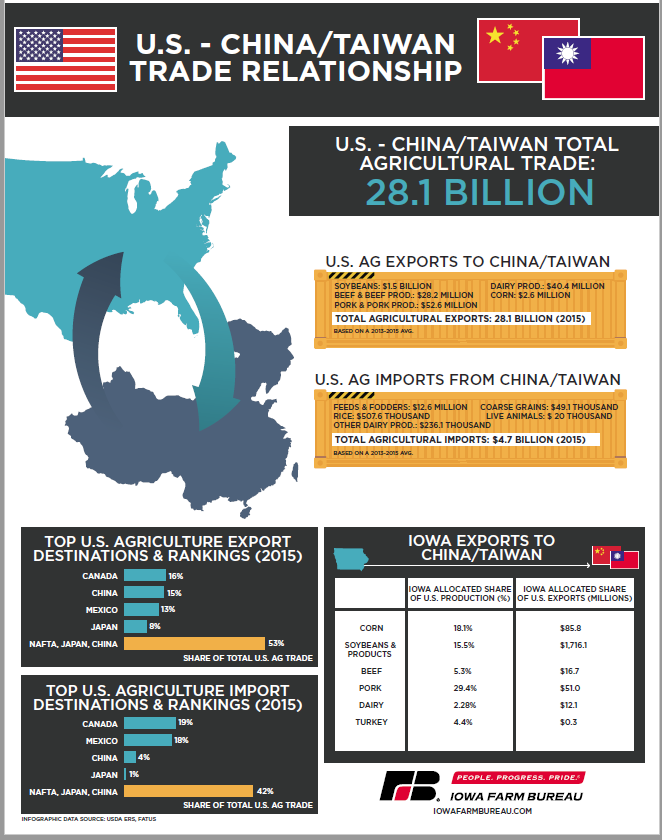 U.S. - CHINA/TAIWAN
TRADE RELATIONSHIP
U.S. - CHINA/TAIWAN TOTAL
AGRICULTURAL TRADE:
28.1 BILLION
U.S. AG EXPORTS TO CHINA/TAIWAN
SOYBEANS: $1.5 BILLION DAIRY PROD.: $40.4 MILLION
BEEF & BEEF PROD.: $28.2 MILLION CORN: $2.6 MILLION
PORK & PORK PROD.: $52.6 MILLION
TOTAL AGRICULTURAL EXPORTS: 28.1 BILLION (2015)
BASED ON A 2013-2015 AVG.
U.S. AG IMPORTS FROM CHINA/TAIWAN
FEEDS & FODDERS: $12.6 MILLION COARSE GRAINS: $49.1 THOUSAND
RICE: $507.6 THOUSAND LIVE ANIMALS: $ 20 THOUSAND
OTHER DAIRY PROD.: $236.1 THOUSAND
TOTAL AGRICULTURAL IMPORTS: $4.7 BILLION (2015)
BASED ON A 2013-2015 AVG.
TOP U.S. AGRICULTURE EXPORT
DESTINATIONS & RANKINGS (2015)
CANADA 16%
CHINA 15%
MEXICO 13%
JAPAN 8%
NAFTA, JAPAN, CHINA 53%
SHARE OF TOTAL U.S. AG TRADE
TOP U.S. AGRICULTURE IMPORT
DESTINATIONS & RANKINGS (2015)
CANADA 19%
MEXICO 18%
CHINA 4%
JAPAN 1%
NAFTA, JAPAN, CHINA 42%
SHARE OF TOTAL U.S. AG TRADE
INFOGRAPHIC DATA SOURCE: USDA ERS, FATUS
IOWA EXPORTS TO
CHINA/TAIWAN
IOWA ALLOCATED SHARE IOWA ALLOCATED SHARE
OF U.S. PRODUCTION (%) OF U.S. EXPORTS (MILLIONS)
CORN 18.1% $85.8
SOYBEANS & 15.5% $1,716.1
PRODUCTS
BEEF 5.3% $16.7
PORK 29.4% $51.0
DAIRY 2.28% $12.1
TURKEY 4.4% $0.3
PEOPLE. PROGRESS. PRIDE.®
IOWA FARM BUREAU
IOWAFARMBUREAU.COM